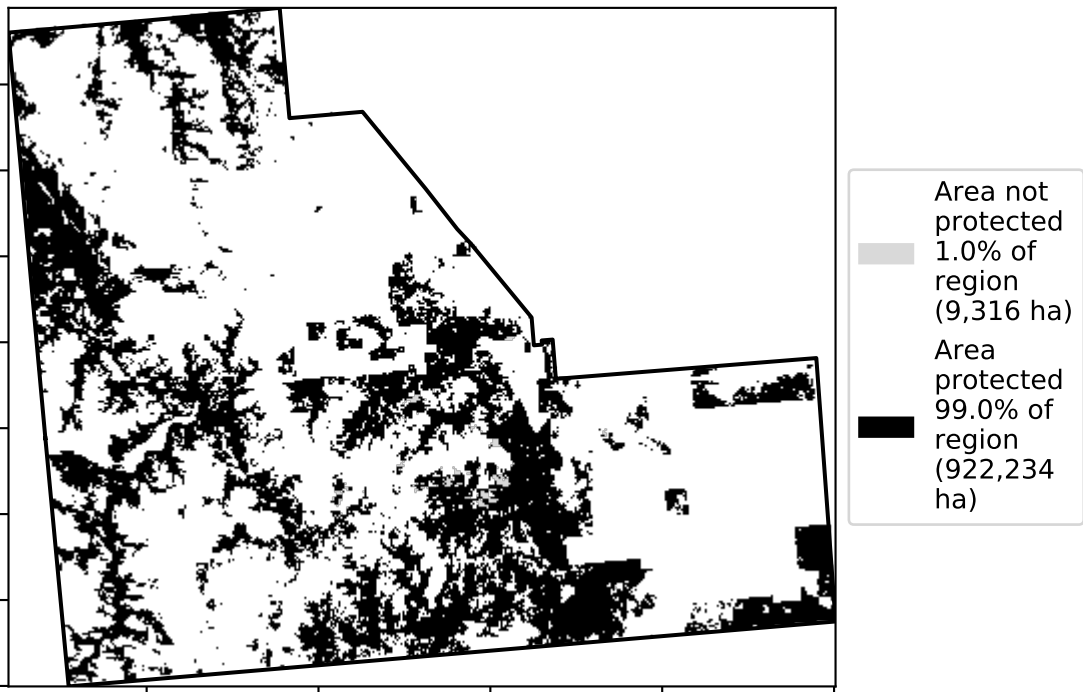 Area not
protected
1.0% of
region
(9,316 ha)
Area
protected
99.0% of
region
(922,234
ha)